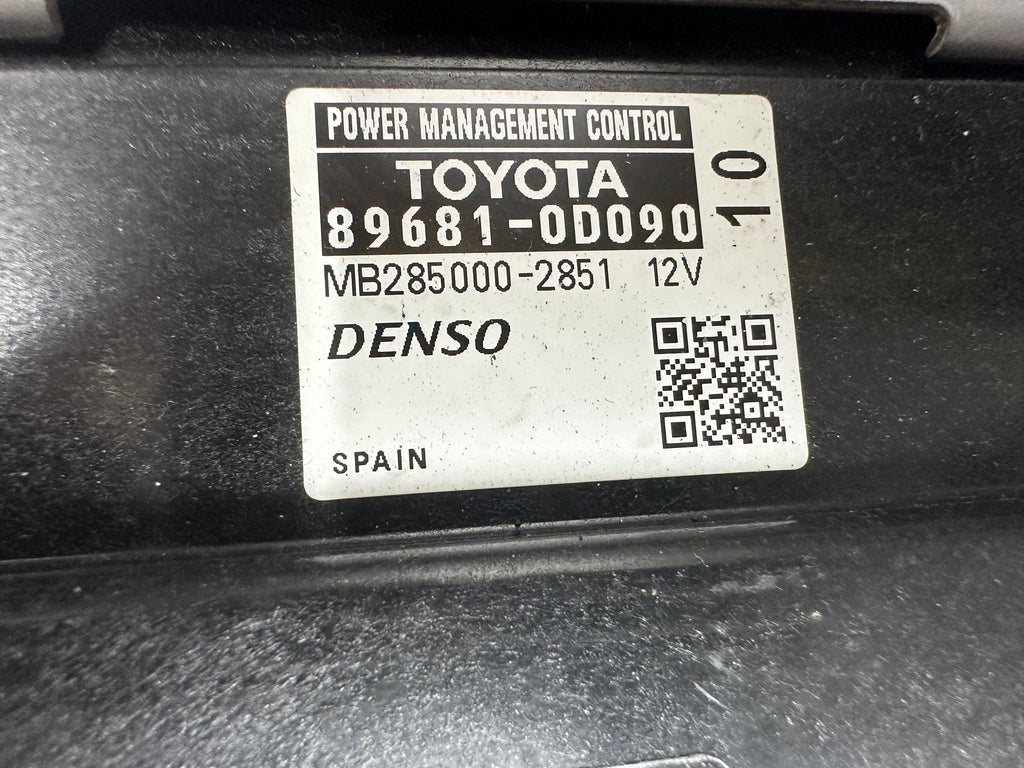 POWER MANAGEMENT CONTROL
TOYOTA
89681-0D090
10
MB285000-2851 12V
DENSO
SPAIN